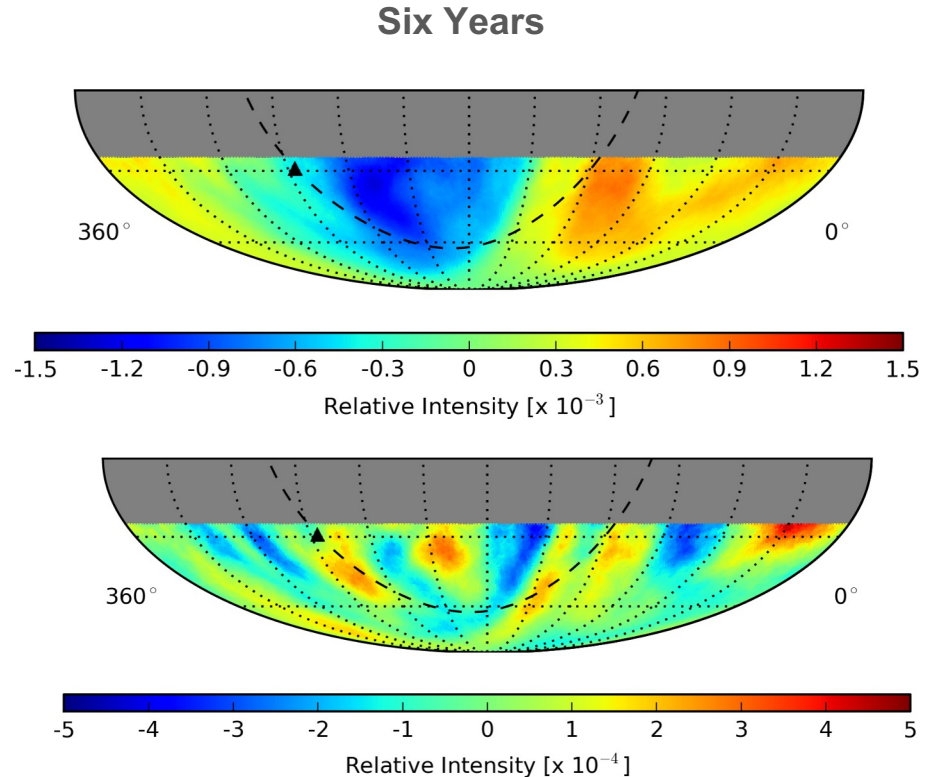 Six Years
360° 0°
-1.5 -1.2 -0.9 -0.6 -0.3 0 0.3 0.6 0.9 1.2 1.5
Relative Intensity [x 10⁻³]
360° 0°
-5 -4 -3 -2 -1 0 1 2 3 4 5
Relative Intensity [x 10⁻⁴]